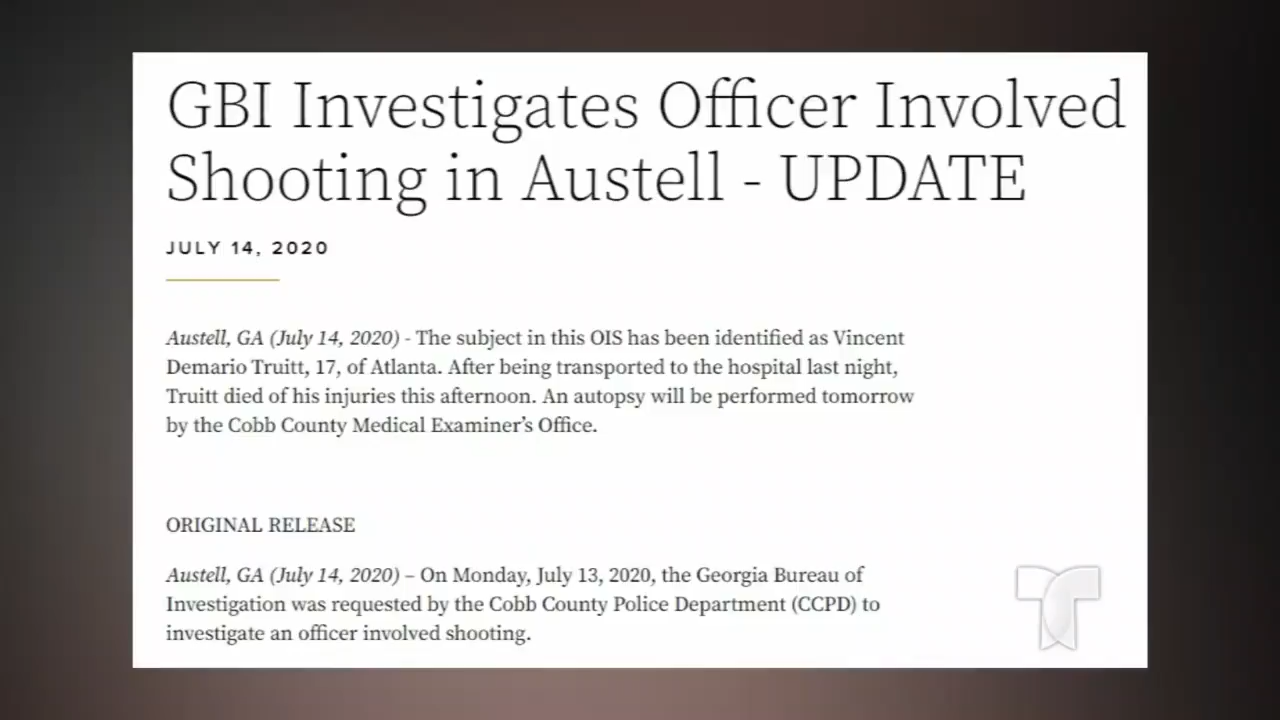 GBI Investigates Officer Involved
Shooting in Austell - UPDATE
JULY 14, 2020
Austell, GA (July 14, 2020) - The subject in this OIS has been identified as Vincent
Demario Truitt, 17, of Atlanta. After being transported to the hospital last night,
Truitt died of his injuries this afternoon. An autopsy will be performed tomorrow
by the Cobb County Medical Examiner’s Office.
ORIGINAL RELEASE
Austell, GA (July 14, 2020) – On Monday, July 13, 2020, the Georgia Bureau of
Investigation was requested by the Cobb County Police Department (CCPD) to
investigate an officer involved shooting.